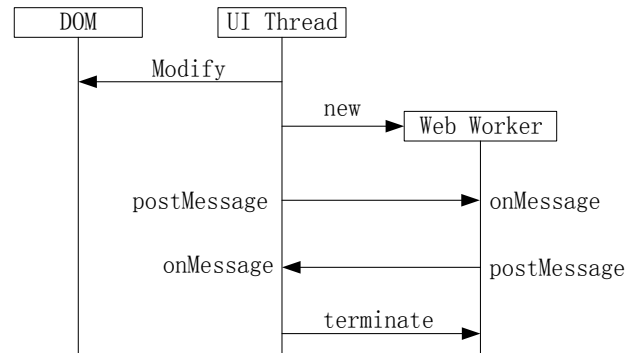 DOM
UI Thread
Modify
new
Web Worker
postMessage
onMessage
onMessage
postMessage
terminate